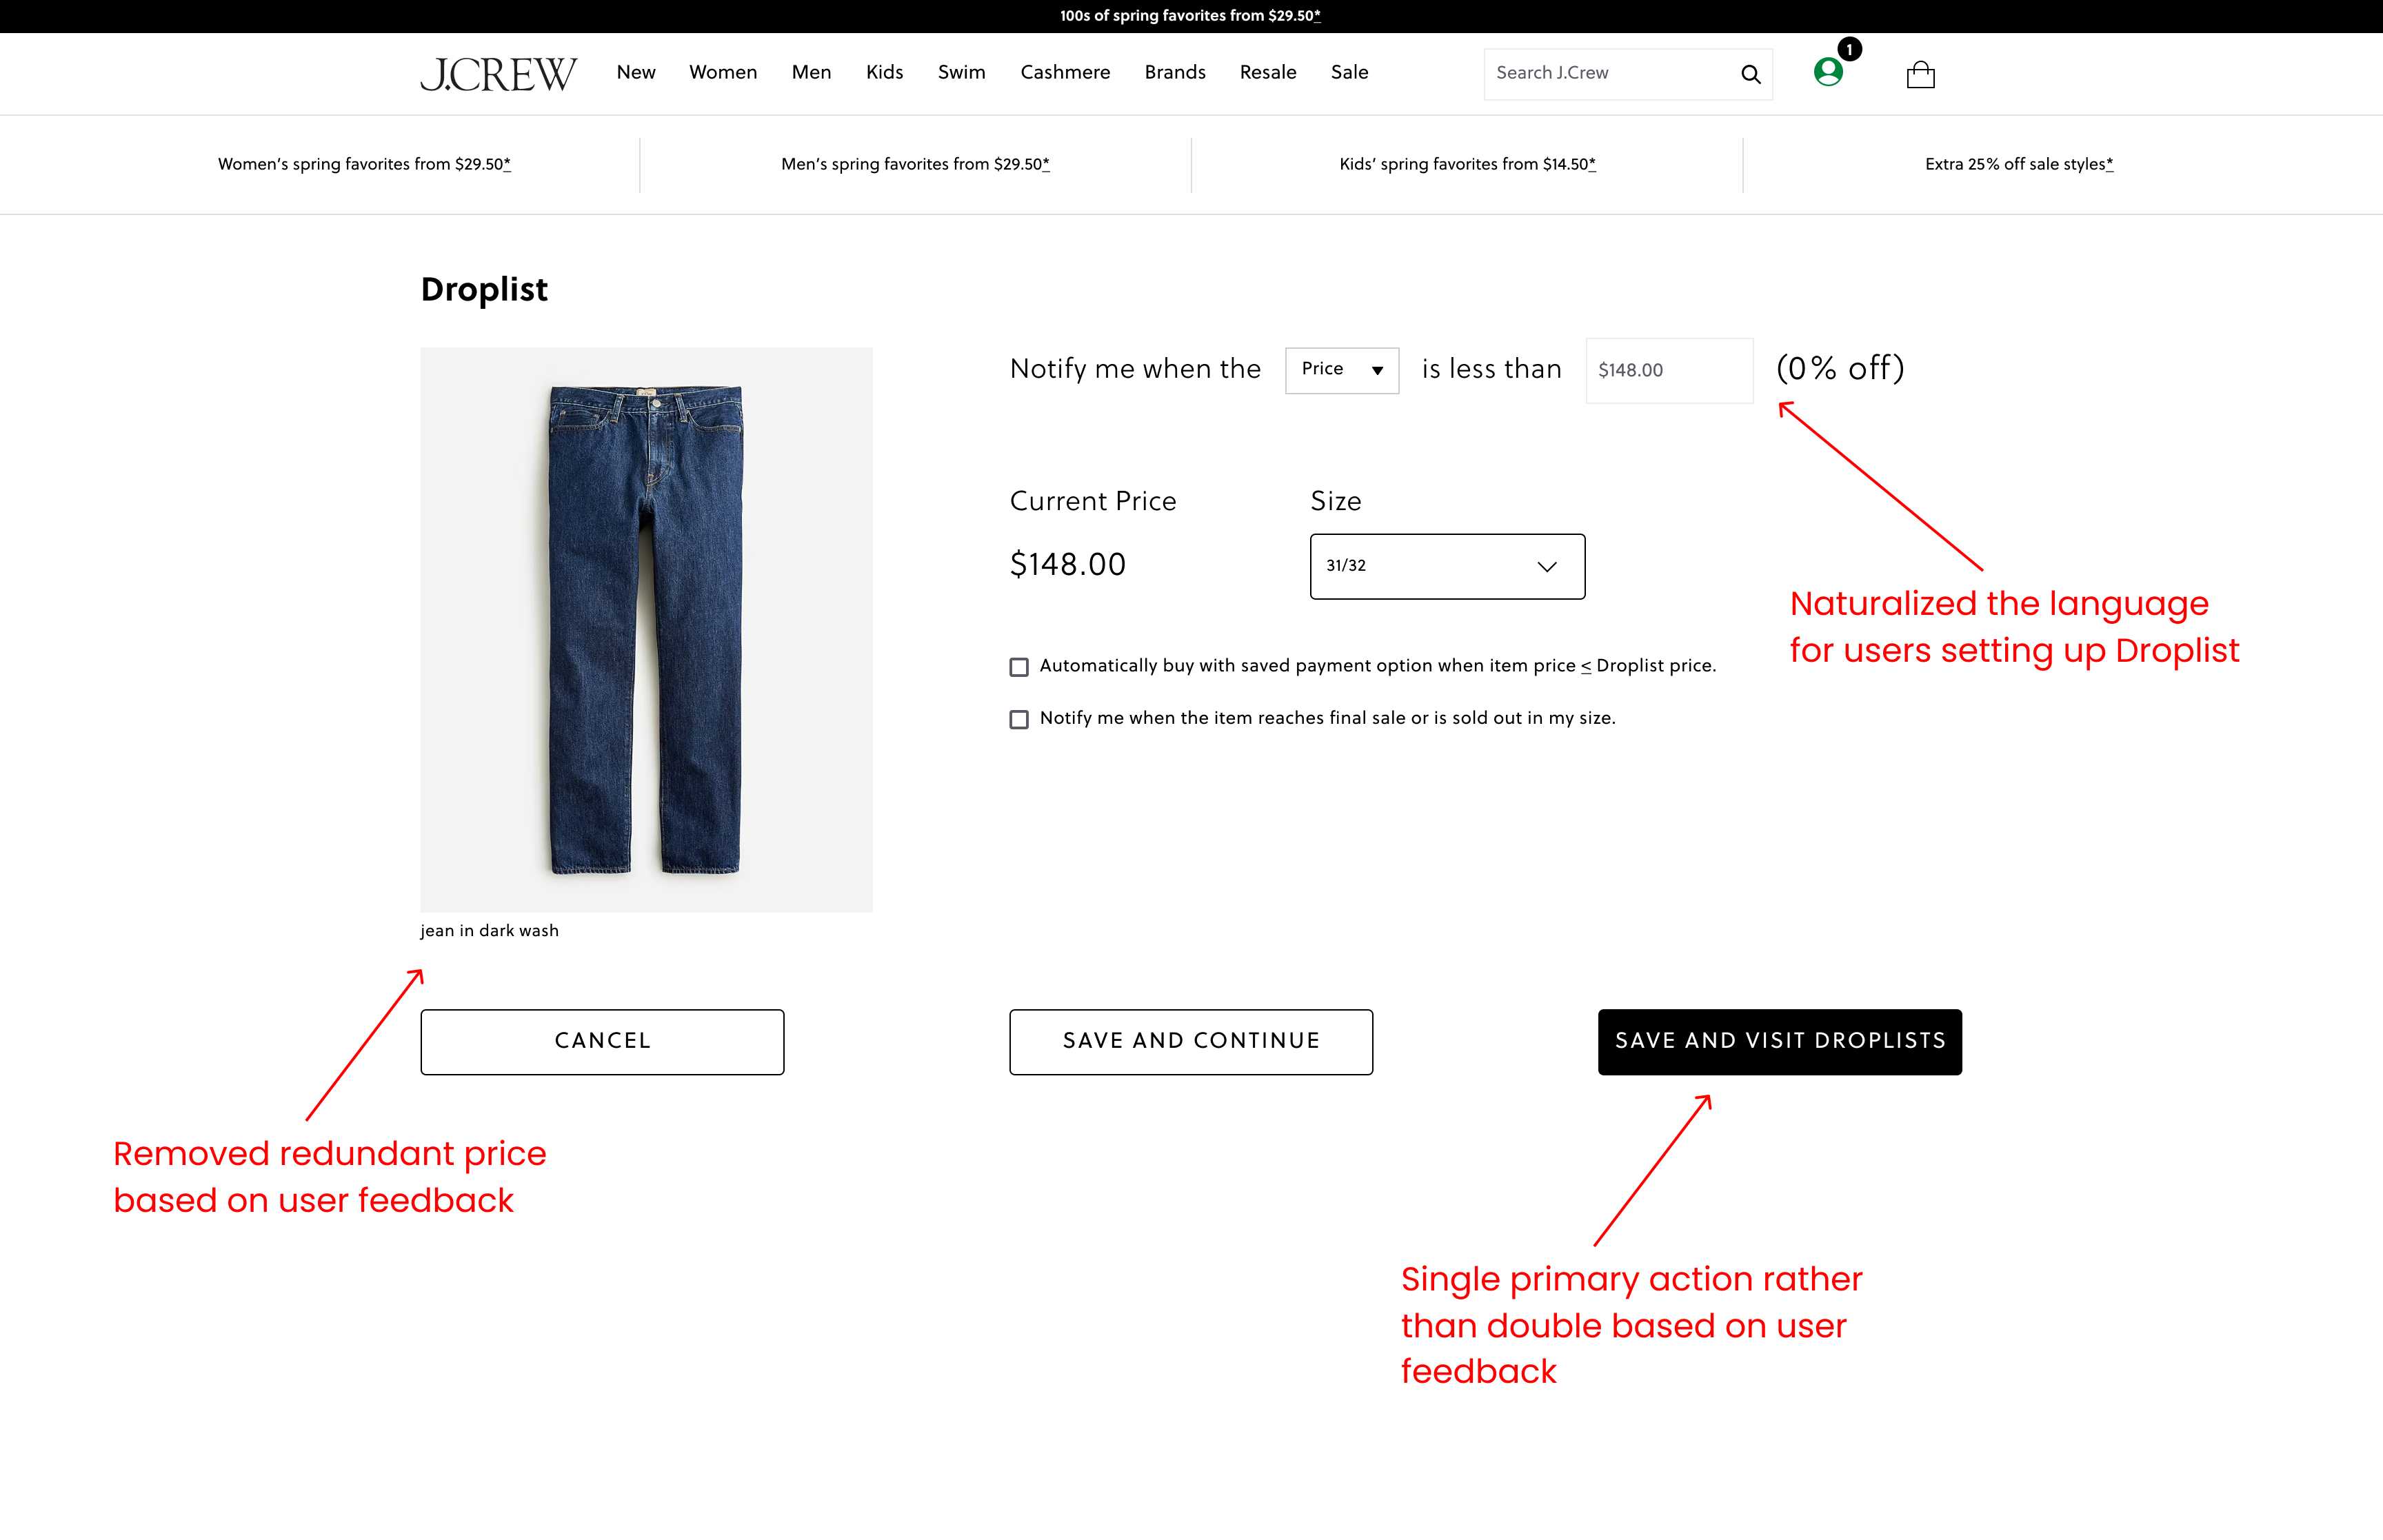 100s of spring favorites from $29.50*
J.CREW New Women Men Kids Swim Cashmere Brands Resale Sale Search J.Crew 1
Women's spring favorites from $29.50* Men's spring favorites from $29.50* Kids' spring favorites from $14.50* Extra 25% off sale styles*
Droplist
Notify me when the Price is less than $148.00 (0% off)
Current Price Size
$148.00 31/32
Naturalized the language
for users setting up Droplist
Automatically buy with saved payment option when item price ≤ Droplist price.
Notify me when the item reaches final sale or is sold out in my size.
jean in dark wash
CANCEL SAVE AND CONTINUE SAVE AND VISIT DROPLISTS
Removed redundant price
based on user feedback
Single primary action rather
than double based on user
feedback